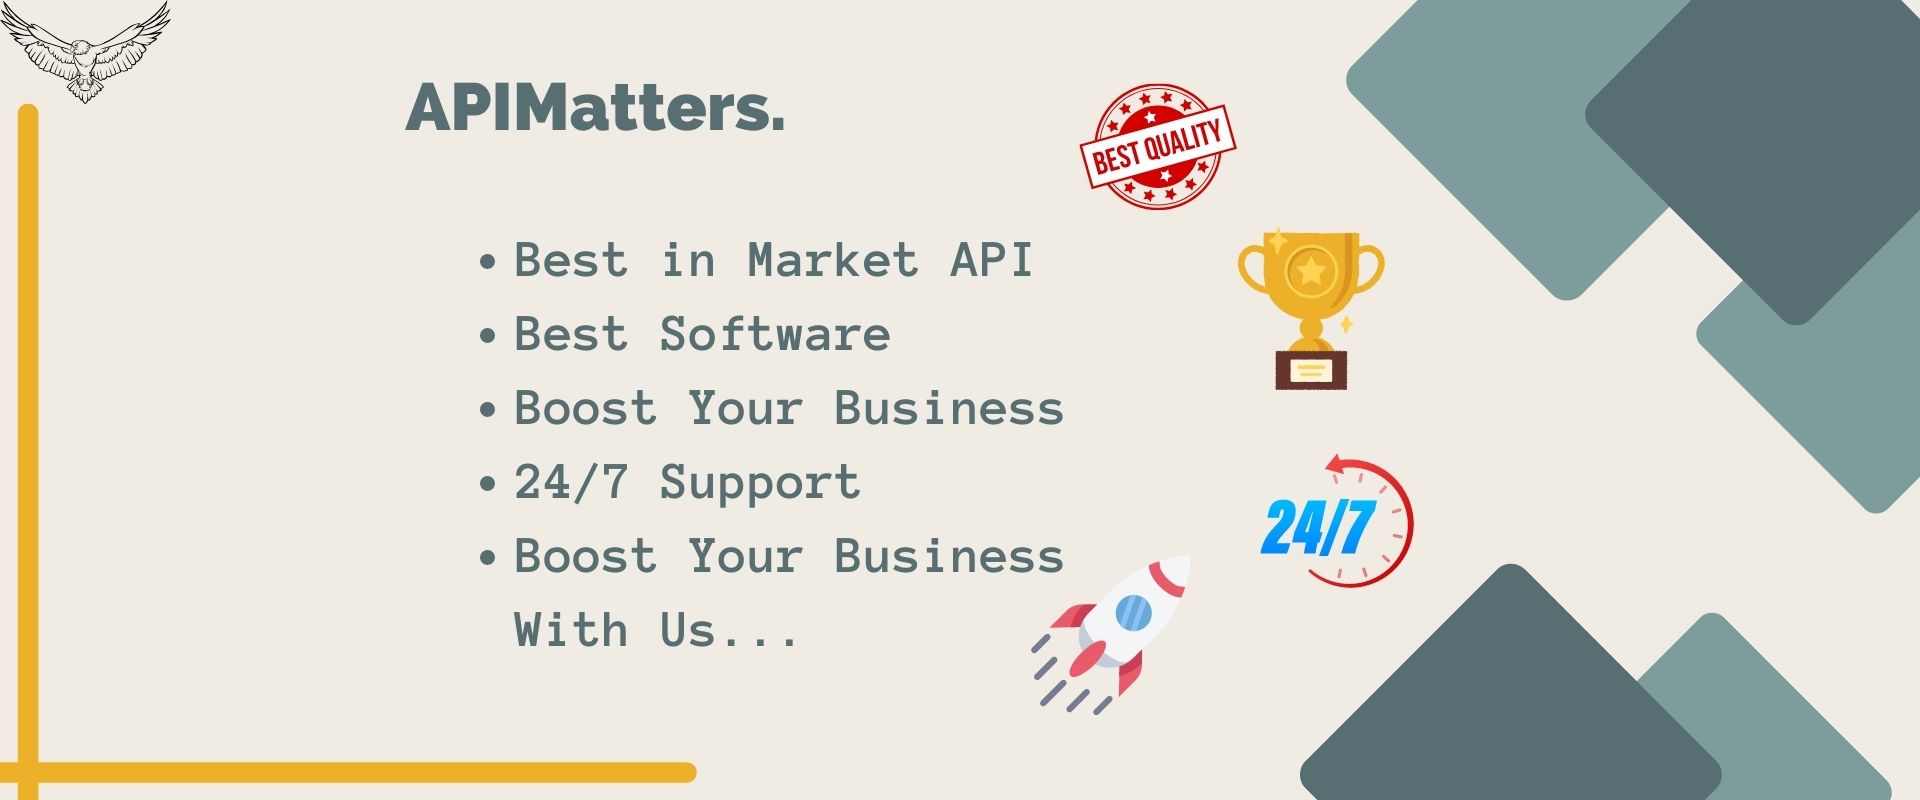 APIMatters.
BEST QUALITY
• Best in Market API
• Best Software
• Boost Your Business
• 24/7 Support
24/7
• Boost Your Business
With Us...